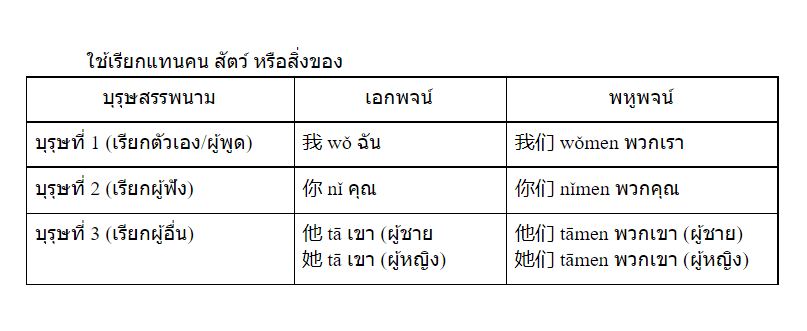 ใช้เรียกแทนคน สัตว์ หรือสิ่งของ
บุรุษสรรพนาม เอกพจน์ พหูพจน์
บุรุษที่ 1 (เรียกตัวเอง/ผู้พูด) 我 wǒ ฉัน 我们 wǒmen พวกเรา
บุรุษที่ 2 (เรียกผู้ฟัง) 你 nǐ คุณ 你们 nǐmen พวกคุณ
บุรุษที่ 3 (เรียกผู้อื่น) 他 tā เขา (ผู้ชาย 他们 tāmen พวกเขา (ผู้ชาย)
她 tā เขา (ผู้หญิง) 她们 tāmen พวกเขา (ผู้หญิง)